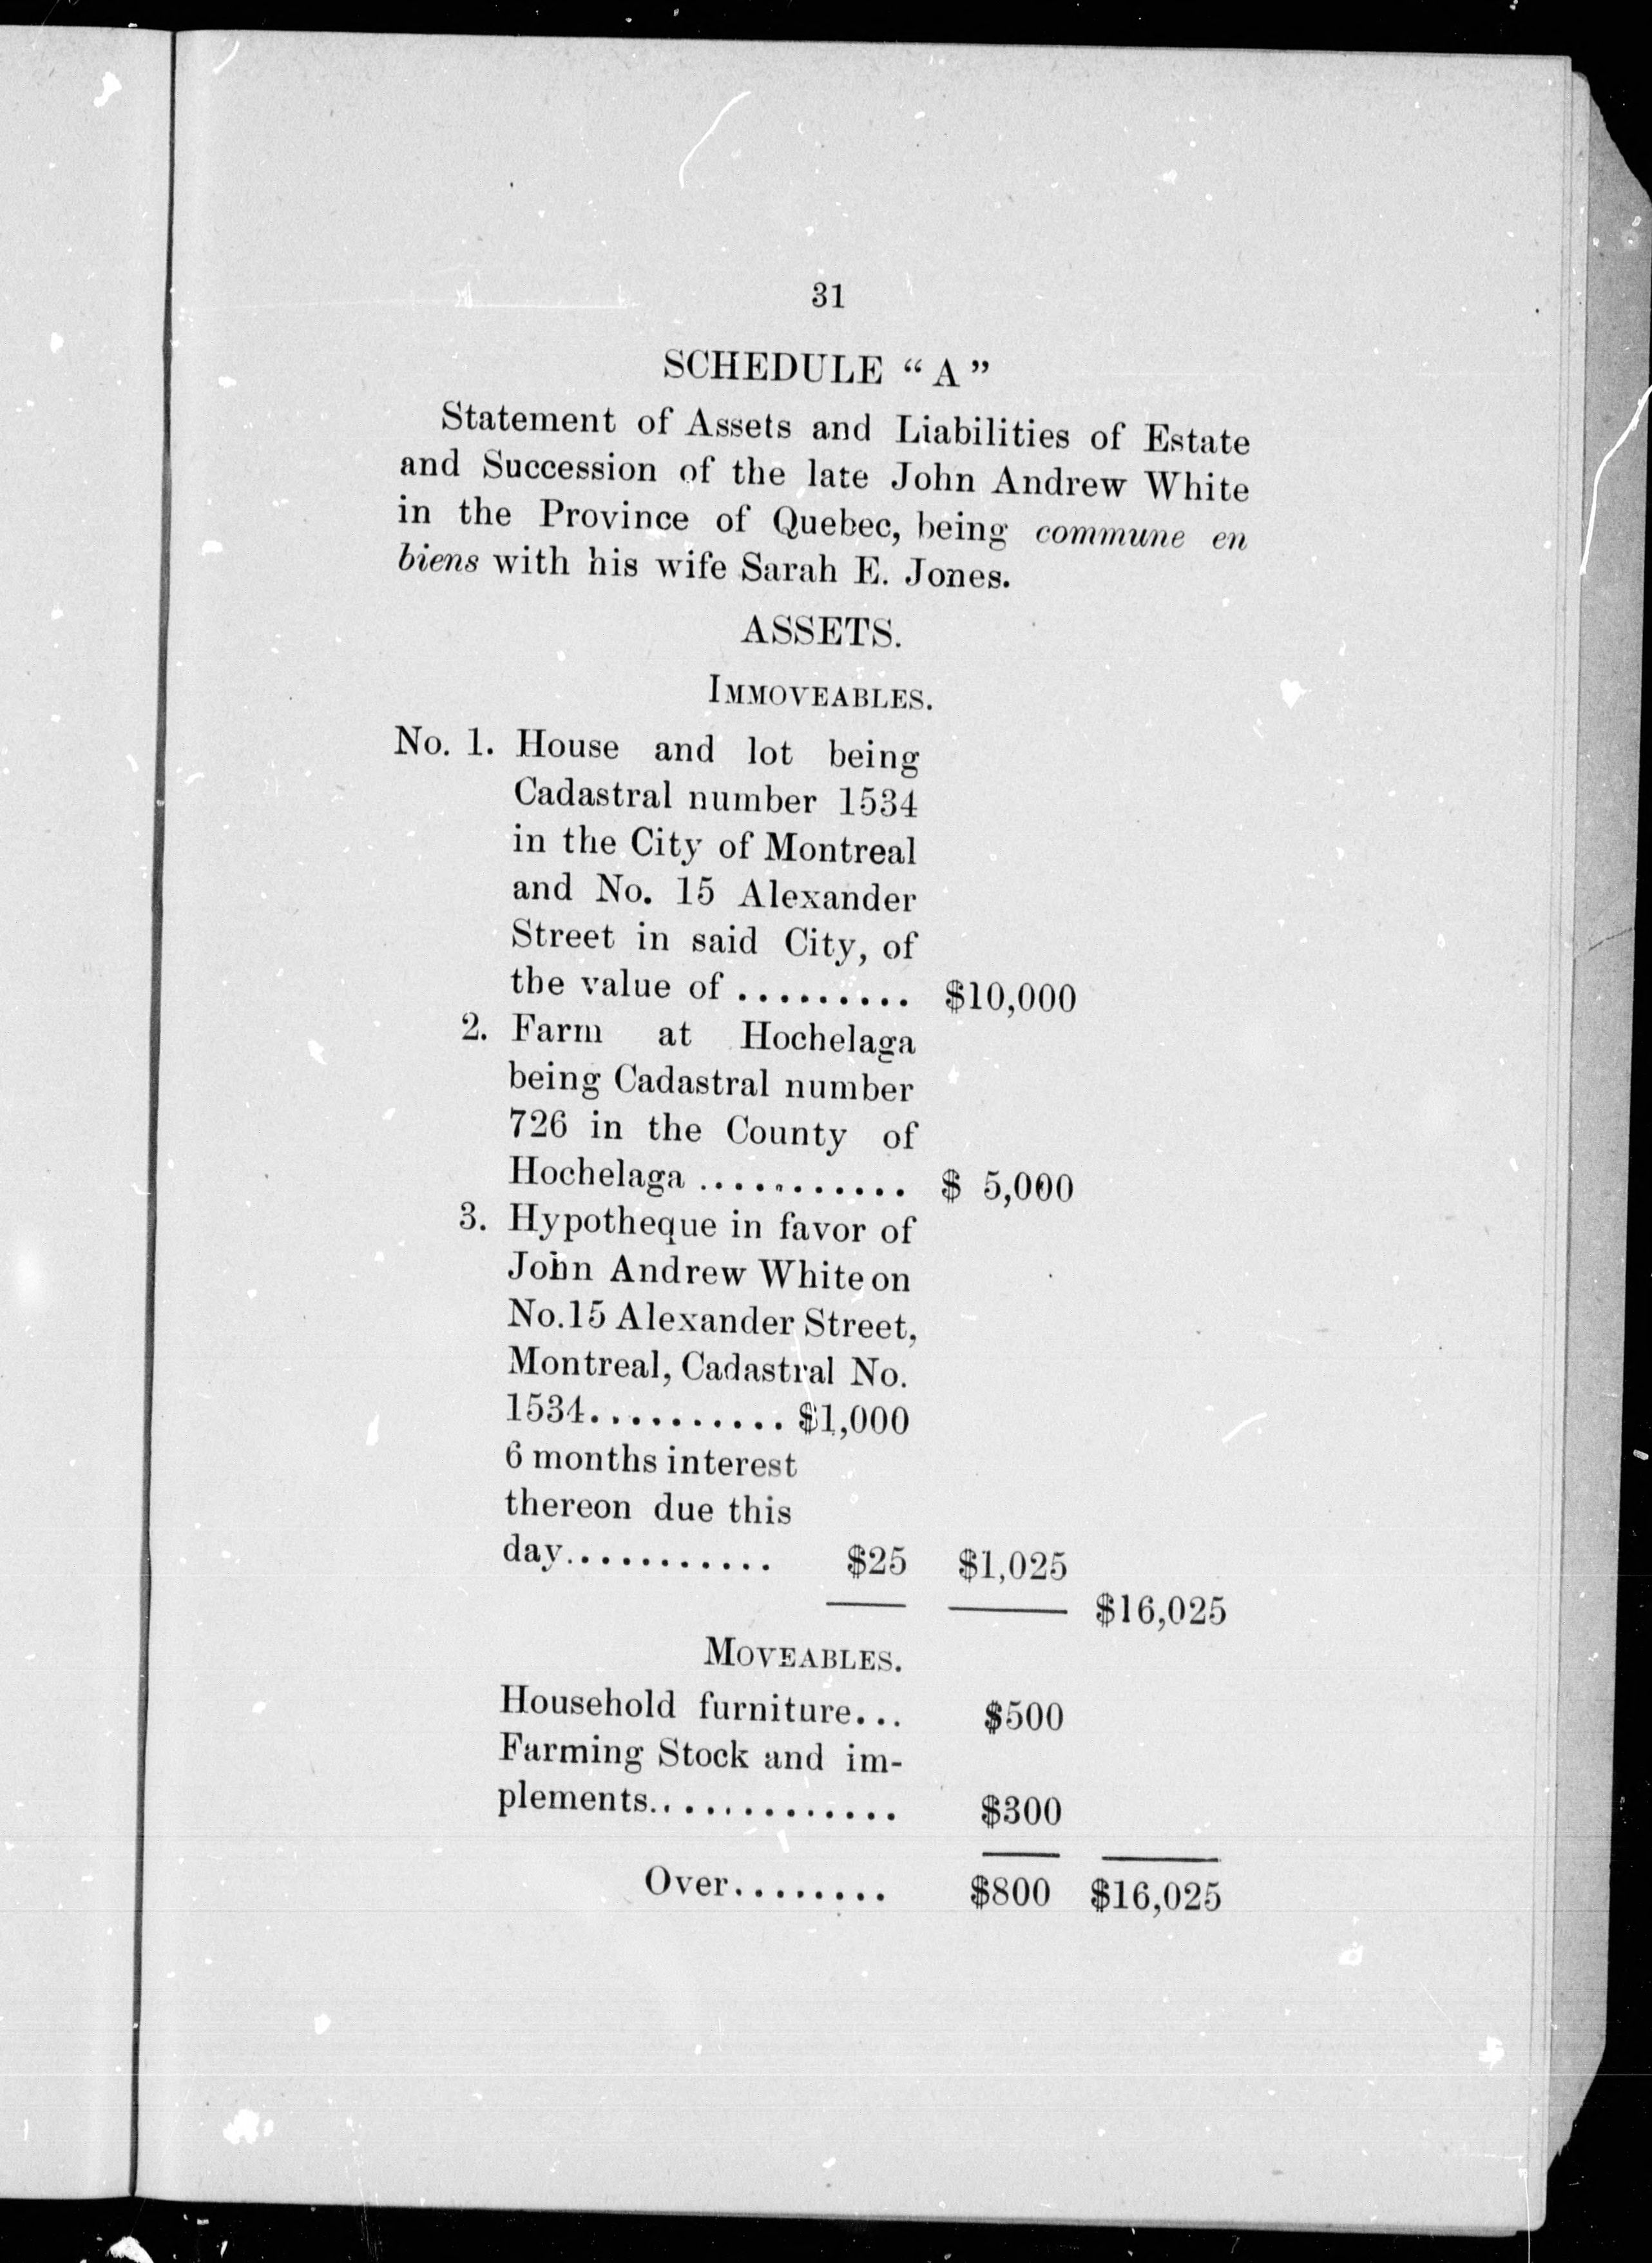 31
SCHEDULE “A”
Statement of Assets and Liabilities of Estate
and Succession of the late John Andrew White
in the Province of Quebec, being commune en
biens with his wife Sarah E. Jones.
ASSETS.
IMMOVEABLES.
No. 1. House and lot being
Cadastral number 1534
in the City of Montreal
and No. 15 Alexander
Street in said City, of
the value of ......... $10,000
2. Farm at Hochelaga
being Cadastral number
726 in the County of
Hochelaga ........... $ 5,000
3. Hypotheque in favor of
John Andrew White on
No. 15 Alexander Street,
Montreal, Cadastral No.
1534........... $1,000
6 months interest
thereon due this
day........... $25 $1,025
$16,025
MOVEABLES.
Household furniture... $500
Farming Stock and im-
plements............. $300
Over........ $800 $16,025